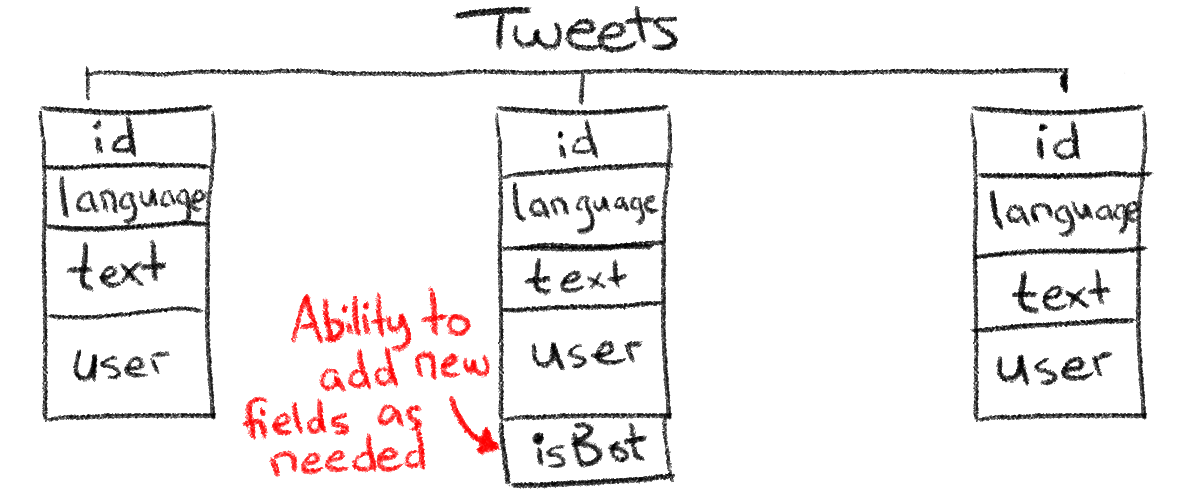 Tweets
id
language
text
user
id
language
text
user
isBot
id
language
text
user
Ability to
add new
fields as
needed